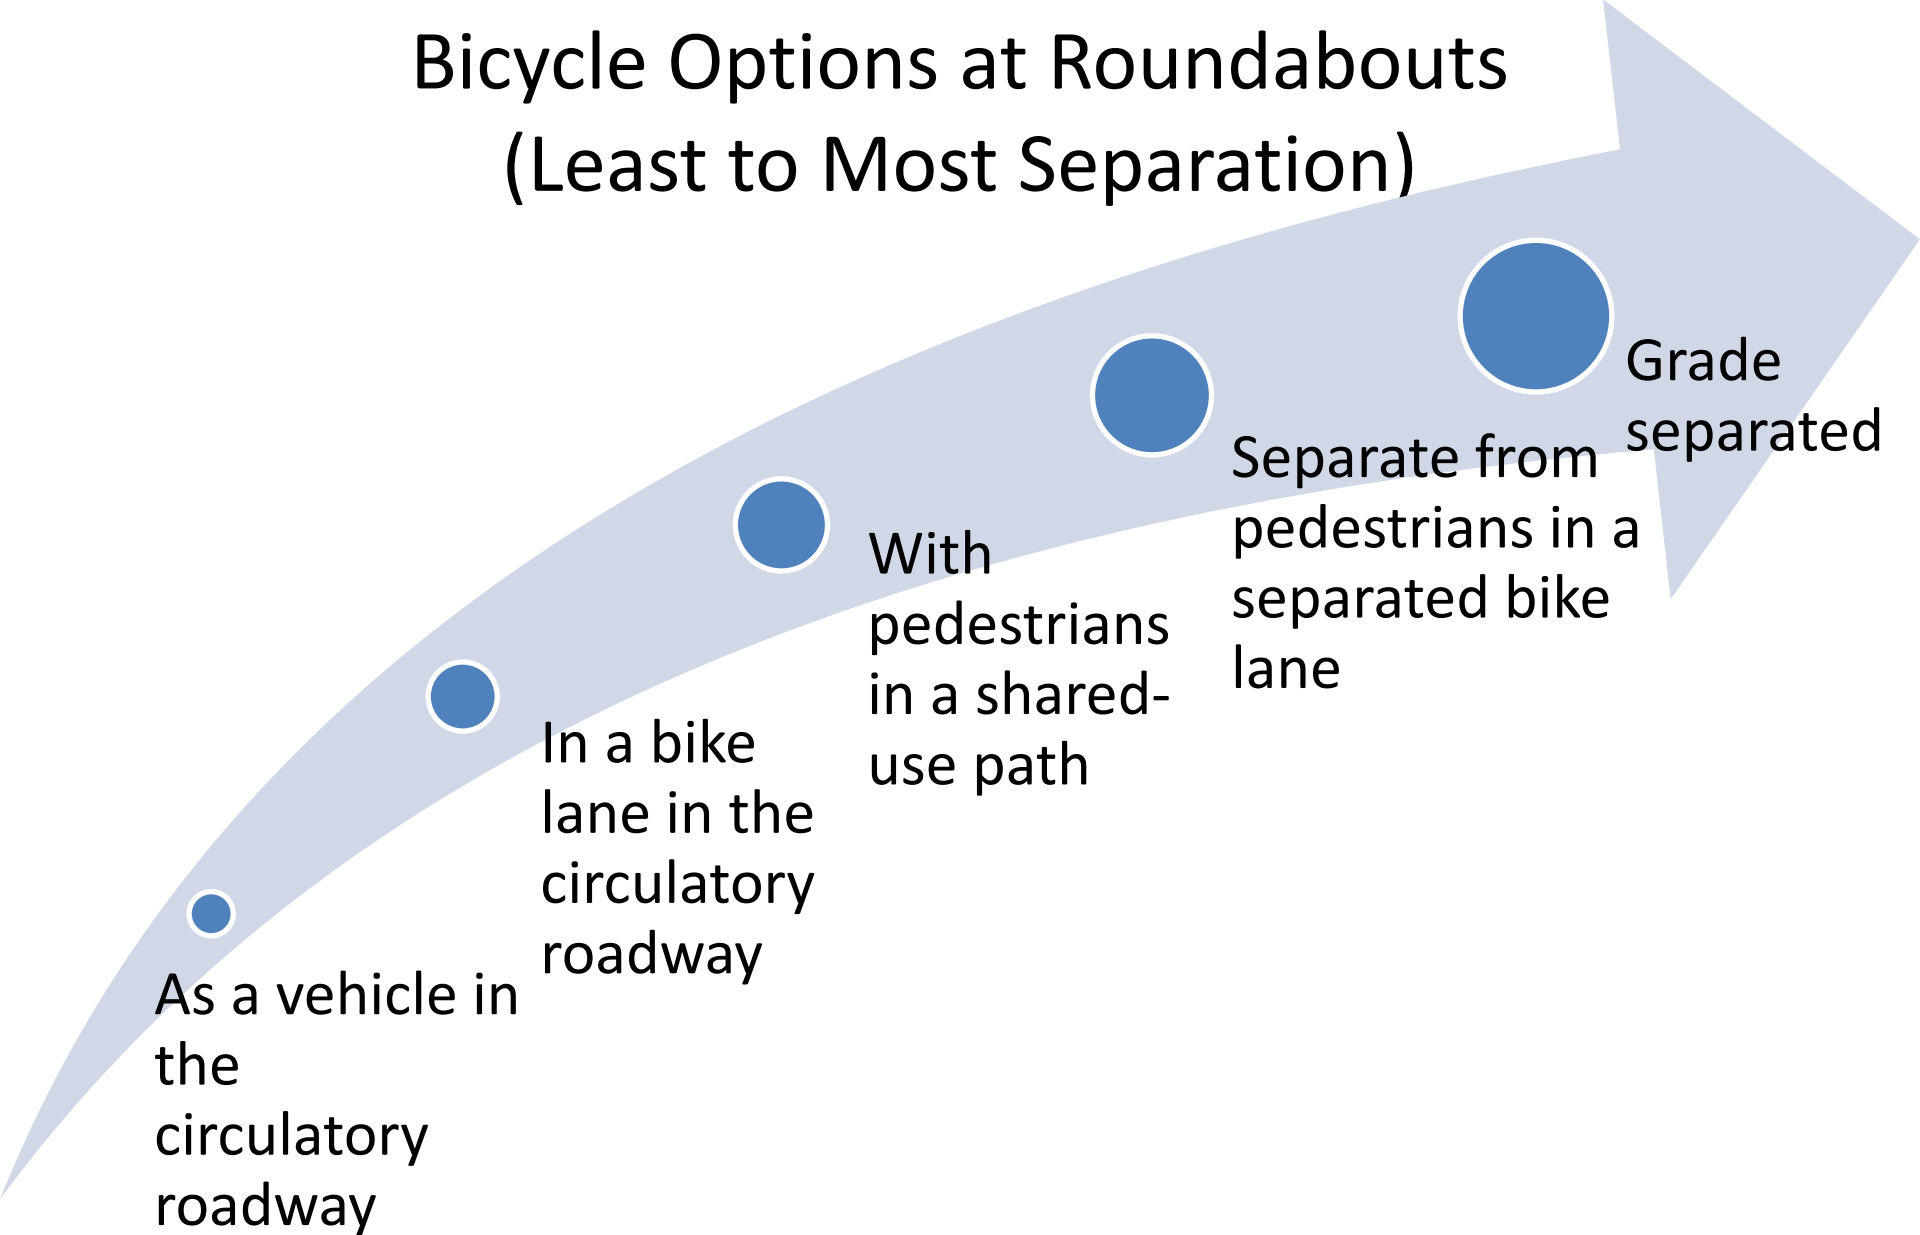 Bicycle Options at Roundabouts
(Least to Most Separation)
As a vehicle in
the
circulatory
roadway
In a bike
lane in the
circulatory
roadway
With
pedestrians
in a shared-
use path
Separate from
pedestrians in a
separated bike
lane
Grade
separated